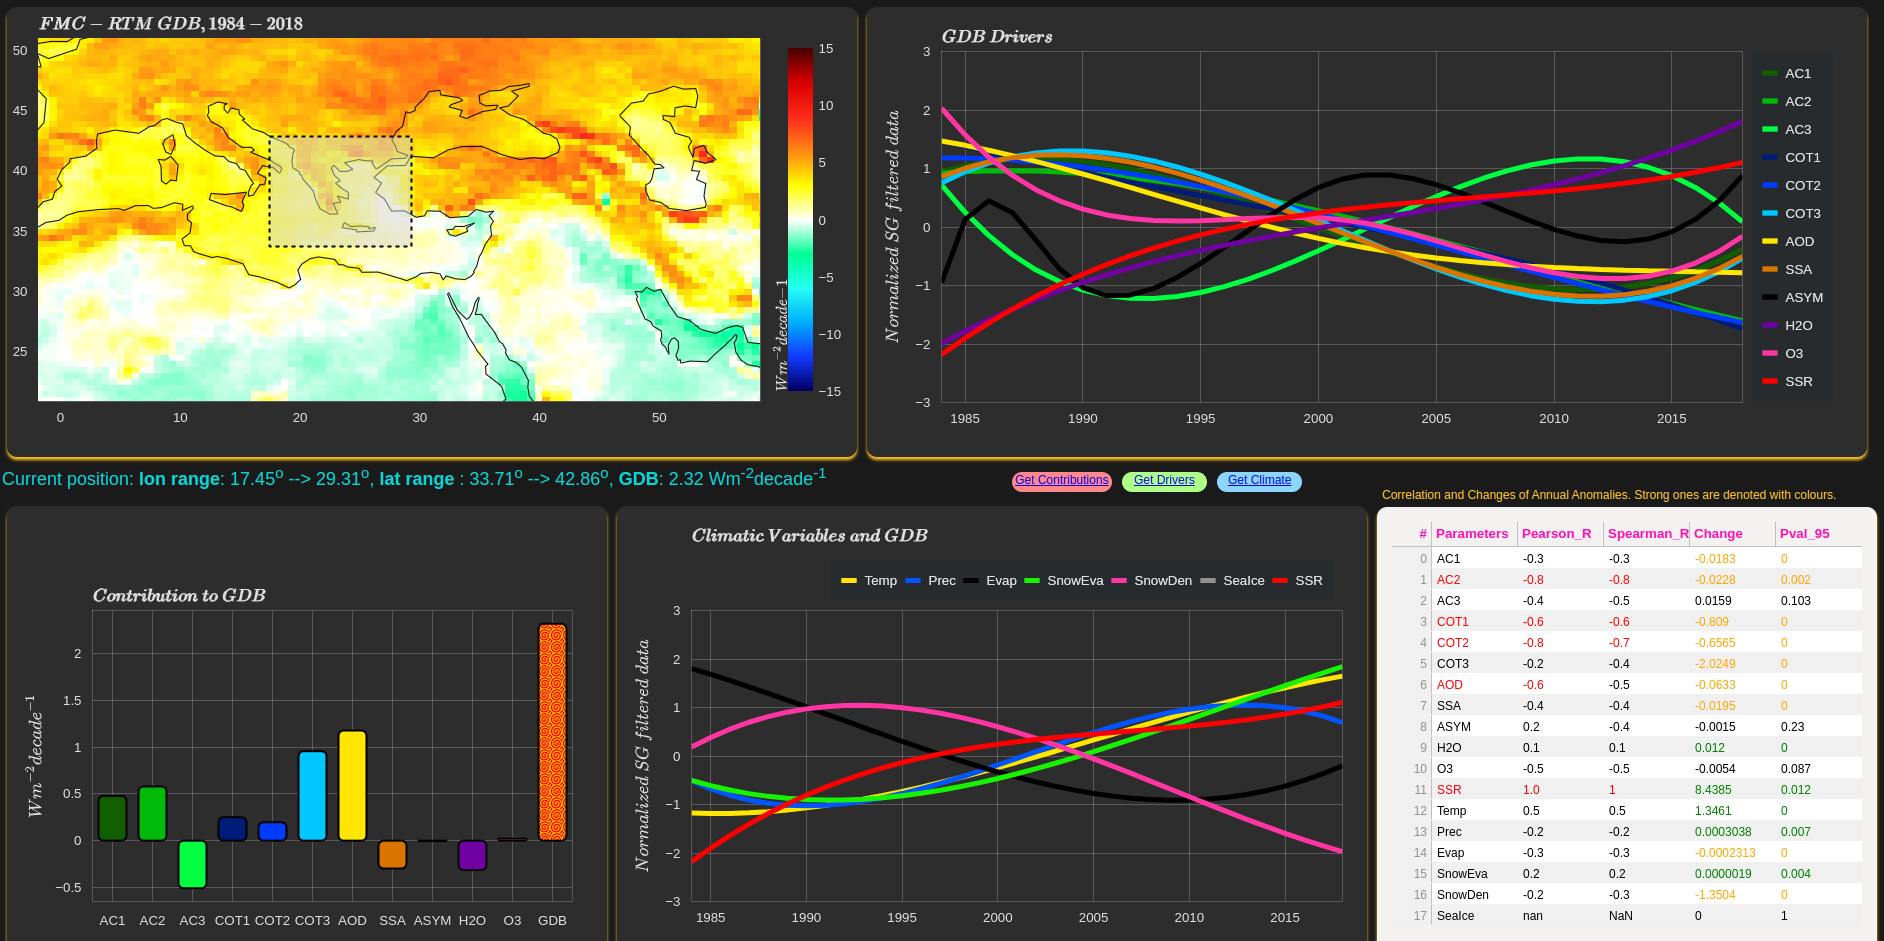 FMC − RTM GDB, 1984 − 2018
50
45
40
35
30
25
0 10 20 30 40 50
15
10
5
0
−5
−10
−15
Wm⁻²decade−1
GDB Drivers
Normalized SG filtered data
3
2
1
0
−1
−2
−3
1985 1990 1995 2000 2005 2010 2015
AC1
AC2
AC3
COT1
COT2
COT3
AOD
SSA
ASYM
H2O
O3
SSR
Current position: lon range: 17.45º --> 29.31º, lat range : 33.71º --> 42.86º, GDB: 2.32 Wm⁻²decade⁻¹
Get Contributions Get Drivers Get Climate
Contribution to GDB
Wm⁻²decade⁻¹
2
1.5
1
0.5
0
−0.5
AC1 AC2 AC3 COT1 COT2 COT3 AOD SSA ASYM H2O O3 GDB
Climatic Variables and GDB
Temp Prec Evap SnowEva SnowDen SeaIce SSR
Normalized SG filtered data
3
2
1
0
−1
−2
−3
1985 1990 1995 2000 2005 2010 2015
Correlation and Changes of Annual Anomalies. Strong ones are denoted with colours.
# Parameters Pearson_R Spearman_R Change Pval_95
0 AC1 -0.3 -0.3 -0.0183 0
1 AC2 -0.8 -0.8 -0.0228 0.002
2 AC3 -0.4 -0.5 0.0159 0.103
3 COT1 -0.6 -0.6 -0.809 0
4 COT2 -0.8 -0.7 -0.6565 0
5 COT3 -0.2 -0.4 -2.0249 0
6 AOD -0.6 -0.5 -0.0633 0
7 SSA -0.4 -0.4 -0.0195 0
8 ASYM 0.2 -0.4 -0.0015 0.23
9 H2O 0.1 0.1 0.012 0
10 O3 -0.5 -0.5 -0.0054 0.087
11 SSR 1.0 1 8.4385 0.012
12 Temp 0.5 0.5 1.3461 0
13 Prec -0.2 -0.2 0.0003038 0.007
14 Evap -0.3 -0.3 -0.0002313 0
15 SnowEva 0.2 0.2 0.0000019 0.004
16 SnowDen -0.2 -0.3 -1.3504 0
17 SeaIce nan NaN 0 1